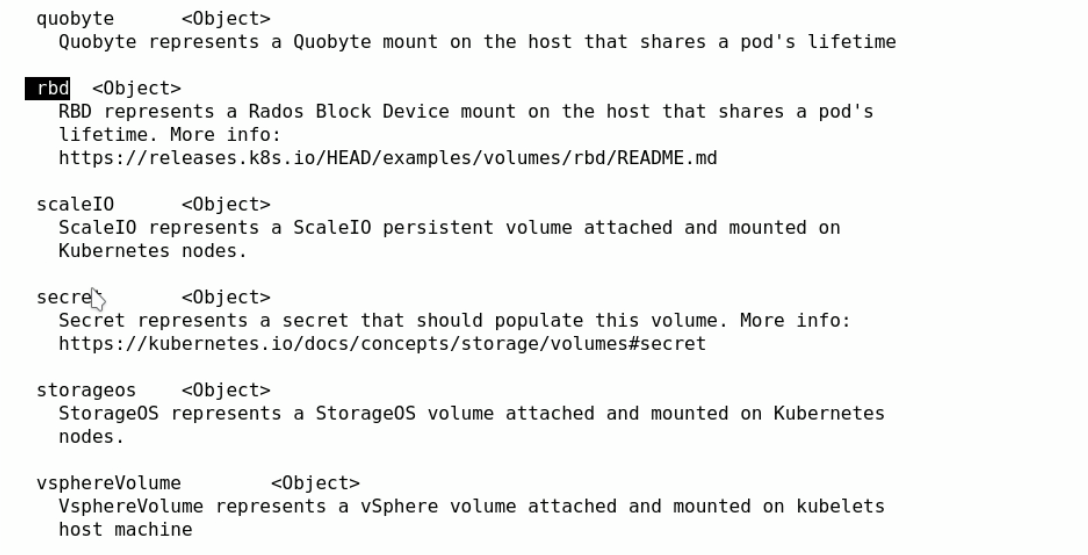 quobyte <Object>
Quobyte represents a Quobyte mount on the host that shares a pod's lifetime
rbd <Object>
RBD represents a Rados Block Device mount on the host that shares a pod's
lifetime. More info:
https://releases.k8s.io/HEAD/examples/volumes/rbd/README.md
scaleIO <Object>
ScaleIO represents a ScaleIO persistent volume attached and mounted on
Kubernetes nodes.
secret <Object>
Secret represents a secret that should populate this volume. More info:
https://kubernetes.io/docs/concepts/storage/volumes#secret
storageos <Object>
StorageOS represents a StorageOS volume attached and mounted on Kubernetes
nodes.
vsphereVolume <Object>
VsphereVolume represents a vSphere volume attached and mounted on kubelets
host machine